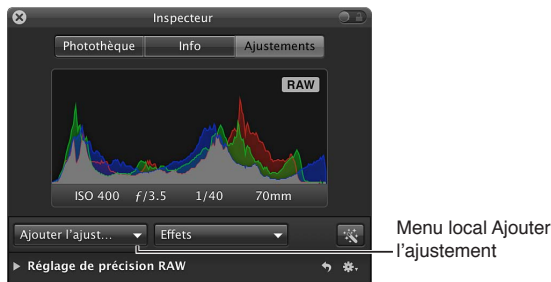 Inspecteur
Photothèque Info Ajustements
RAW
ISO 400 ƒ/3.5 1/40 70mm
Ajouter l'ajust... Effets
Menu local Ajouter
l'ajustement
Réglage de précision RAW